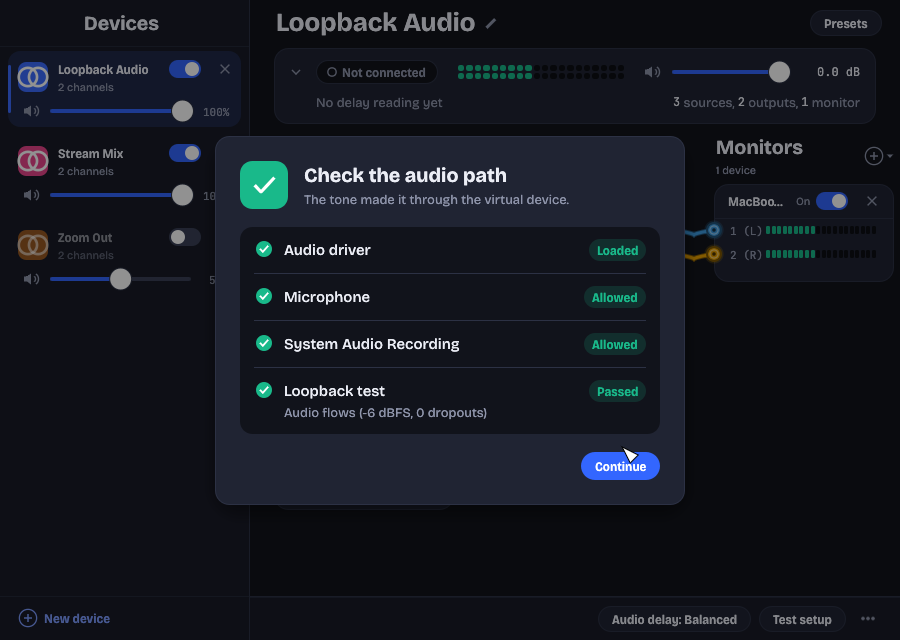 Devices
Loopback Audio
2 channels
100%
Stream Mix
2 channels
Zoom Out
2 channels
New device
Loopback Audio
Presets
Not connected
0.0 dB
No delay reading yet
3 sources, 2 outputs, 1 monitor
Monitors
1 device
MacBoo...
On
1 (L)
2 (R)
Check the audio path
The tone made it through the virtual device.
Audio driver
Loaded
Microphone
Allowed
System Audio Recording
Allowed
Loopback test
Passed
Audio flows (-6 dBFS, 0 dropouts)
Continue
Audio delay: Balanced
Test setup